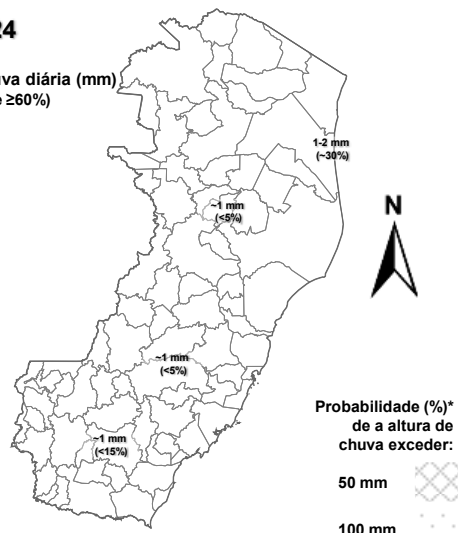 24
uva diária (mm)
e ≥60%)
1-2 mm
(~30%)
~1 mm
(<5%)
N
~1 mm
(<5%)
~1 mm
(<15%)
Probabilidade (%)*
de a altura de
chuva exceder:
50 mm
100 mm